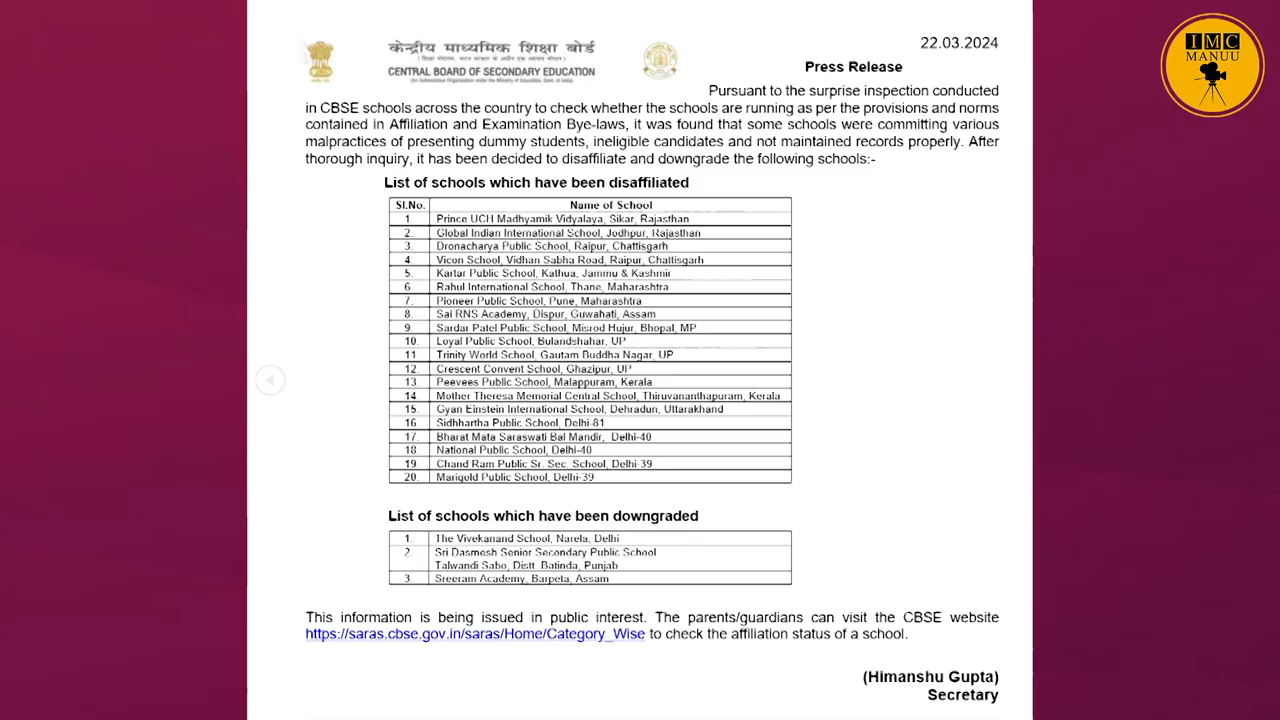 22.03.2024
केन्द्रीय माध्यमिक शिक्षा बोर्ड
CENTRAL BOARD OF SECONDARY EDUCATION
IMC
MANUU
Press Release
Pursuant to the surprise inspection conducted
in CBSE schools across the country to check whether the schools are running as per the provisions and norms
contained in Affiliation and Examination Bye-laws, it was found that some schools were committing various
malpractices of presenting dummy students, ineligible candidates and not maintained records properly. After
thorough inquiry, it has been decided to disaffiliate and downgrade the following schools:-
List of schools which have been disaffiliated
Sl.No. Name of School
1 Prince UCH Madhyamik Vidyalaya, Sikar, Rajasthan
2. Global Indian International School, Jodhpur, Rajasthan
3. Dronacharya Public School, Raipur, Chattisgarh
4 Vicon School, Vidhan Sabha Road, Raipur, Chattisgarh
5. Kartar Public School, Kathua, Jammu & Kashmir
6 Rahul International School, Thane, Maharashtra
7. Pioneer Public School, Pune, Maharashtra
8. Sai RNS Academy, Dispur, Guwahati, Assam
9. Sardar Patel Public School, Misrod Hujur, Bhopal, MP
10. Loyal Public School, Bulandshahar, UP
11 Trinity World School, Gautam Buddha Nagar, UP
12. Crescent Convent School, Ghazipur, UP
13. Peevees Public School, Malappuram, Kerala
14. Mother Theresa Memorial Central School, Thiruvananthapuram, Kerala
15. Gyan Einstein International School, Dehradun, Uttarakhand
16 Sidhhartha Public School, Delhi-81
17. Bharat Mata Saraswati Bal Mandir, Delhi-40
18 National Public School, Delhi-40
19 Chand Ram Public Sr. Sec. School, Delhi-39
20. Marigold Public School, Delhi-39
List of schools which have been downgraded
1. The Vivekanand School, Narela, Delhi
2 Sri Dasmesh Senior Secondary Public School
Talwandi Sabo, Distt. Batinda, Punjab
3. Sreeram Academy, Barpeta, Assam
This information is being issued in public interest. The parents/guardians can visit the CBSE website
https://saras.cbse.gov.in/saras/Home/Category_Wise to check the affiliation status of a school.
(Himanshu Gupta)
Secretary